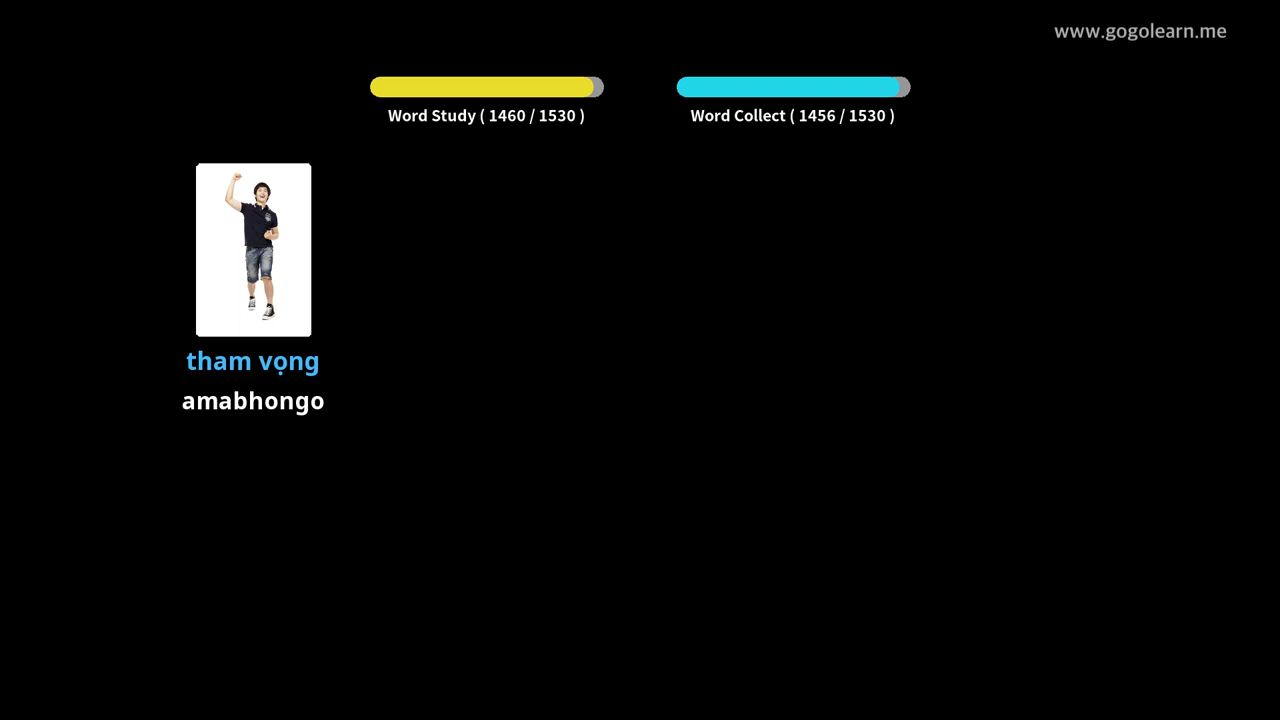 www.gogolearn.me
Word Study ( 1460 / 1530 )
Word Collect ( 1456 / 1530 )
tham vọng
amabhongo